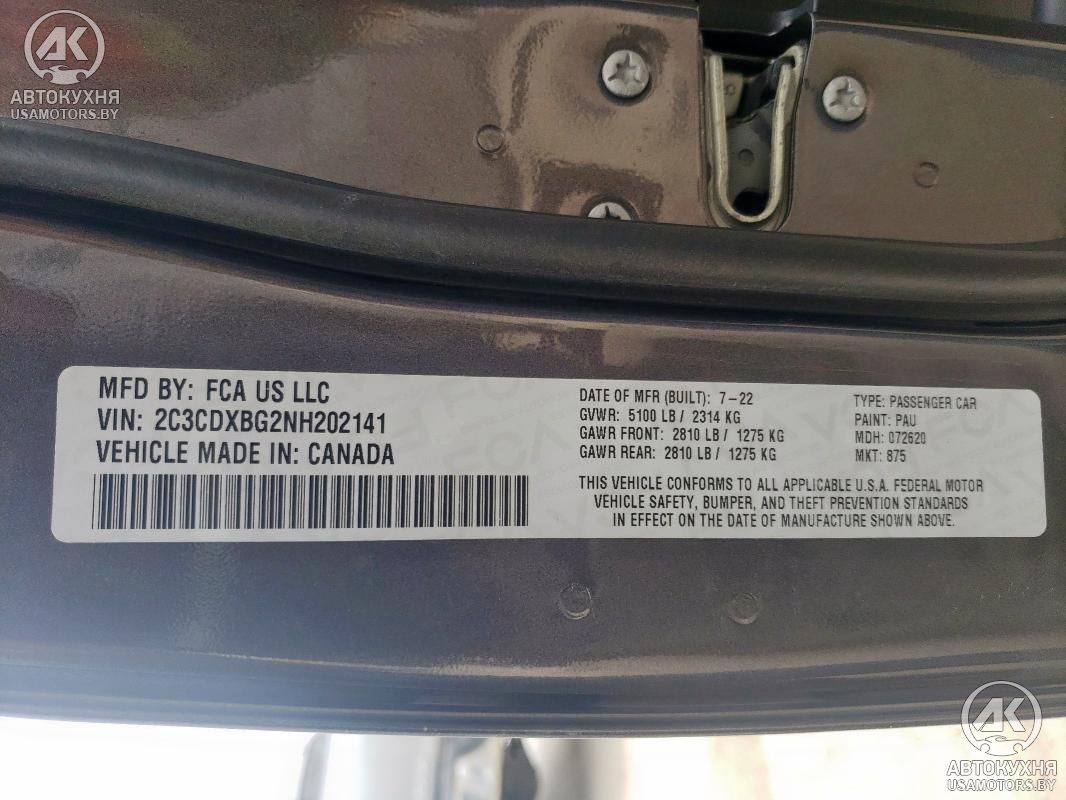 AK
АВТОКУХНЯ
USAMOTORS.BY
MFD BY: FCA US LLC
VIN: 2C3CDXBG2NH202141
VEHICLE MADE IN: CANADA
DATE OF MFR (BUILT): 7-22
GVWR: 5100 LB / 2314 KG
GAWR FRONT: 2810 LB / 1275 KG
GAWR REAR: 2810 LB / 1275 KG
TYPE: PASSENGER CAR
PAINT: PAU
MDH: 072620
MKT: 875
THIS VEHICLE CONFORMS TO ALL APPLICABLE U.S.A. FEDERAL MOTOR
VEHICLE SAFETY, BUMPER, AND THEFT PREVENTION STANDARDS
IN EFFECT ON THE DATE OF MANUFACTURE SHOWN ABOVE.
AK
АВТОКУХНЯ
USAMOTORS.BY